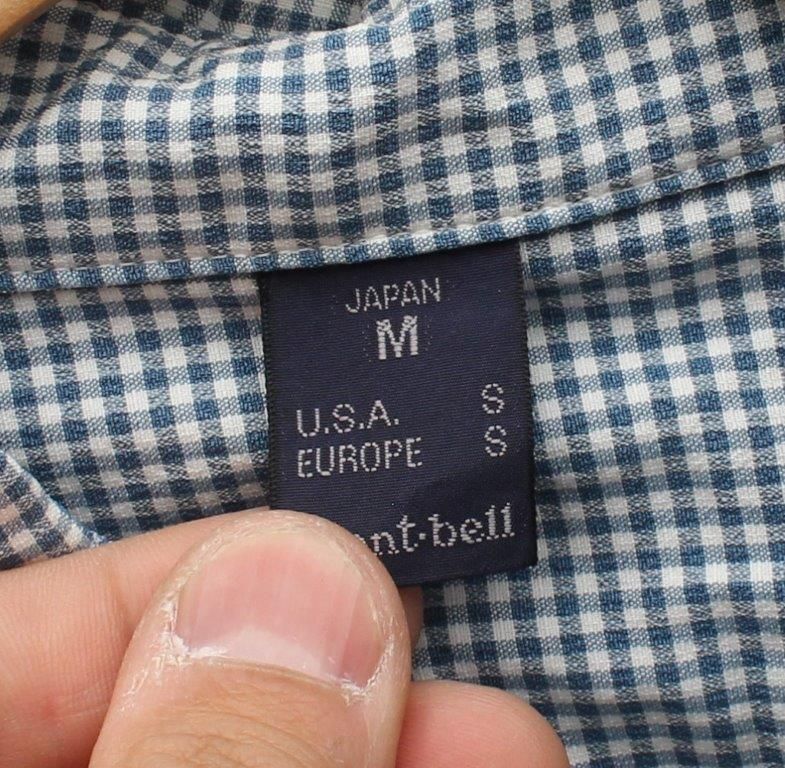 JAPAN
M
U.S.A. S
EUROPE S
ont·bell